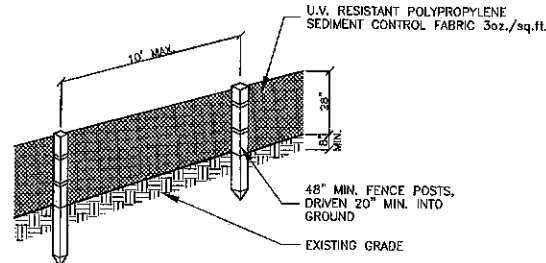 U.V. RESISTANT POLYPROPYLENE
SEDIMENT CONTROL FABRIC 3oz./sq.ft.
10' MAX.
28"
8"
MIN.
48" MIN. FENCE POSTS,
DRIVEN 20" MIN. INTO
GROUND
EXISTING GRADE